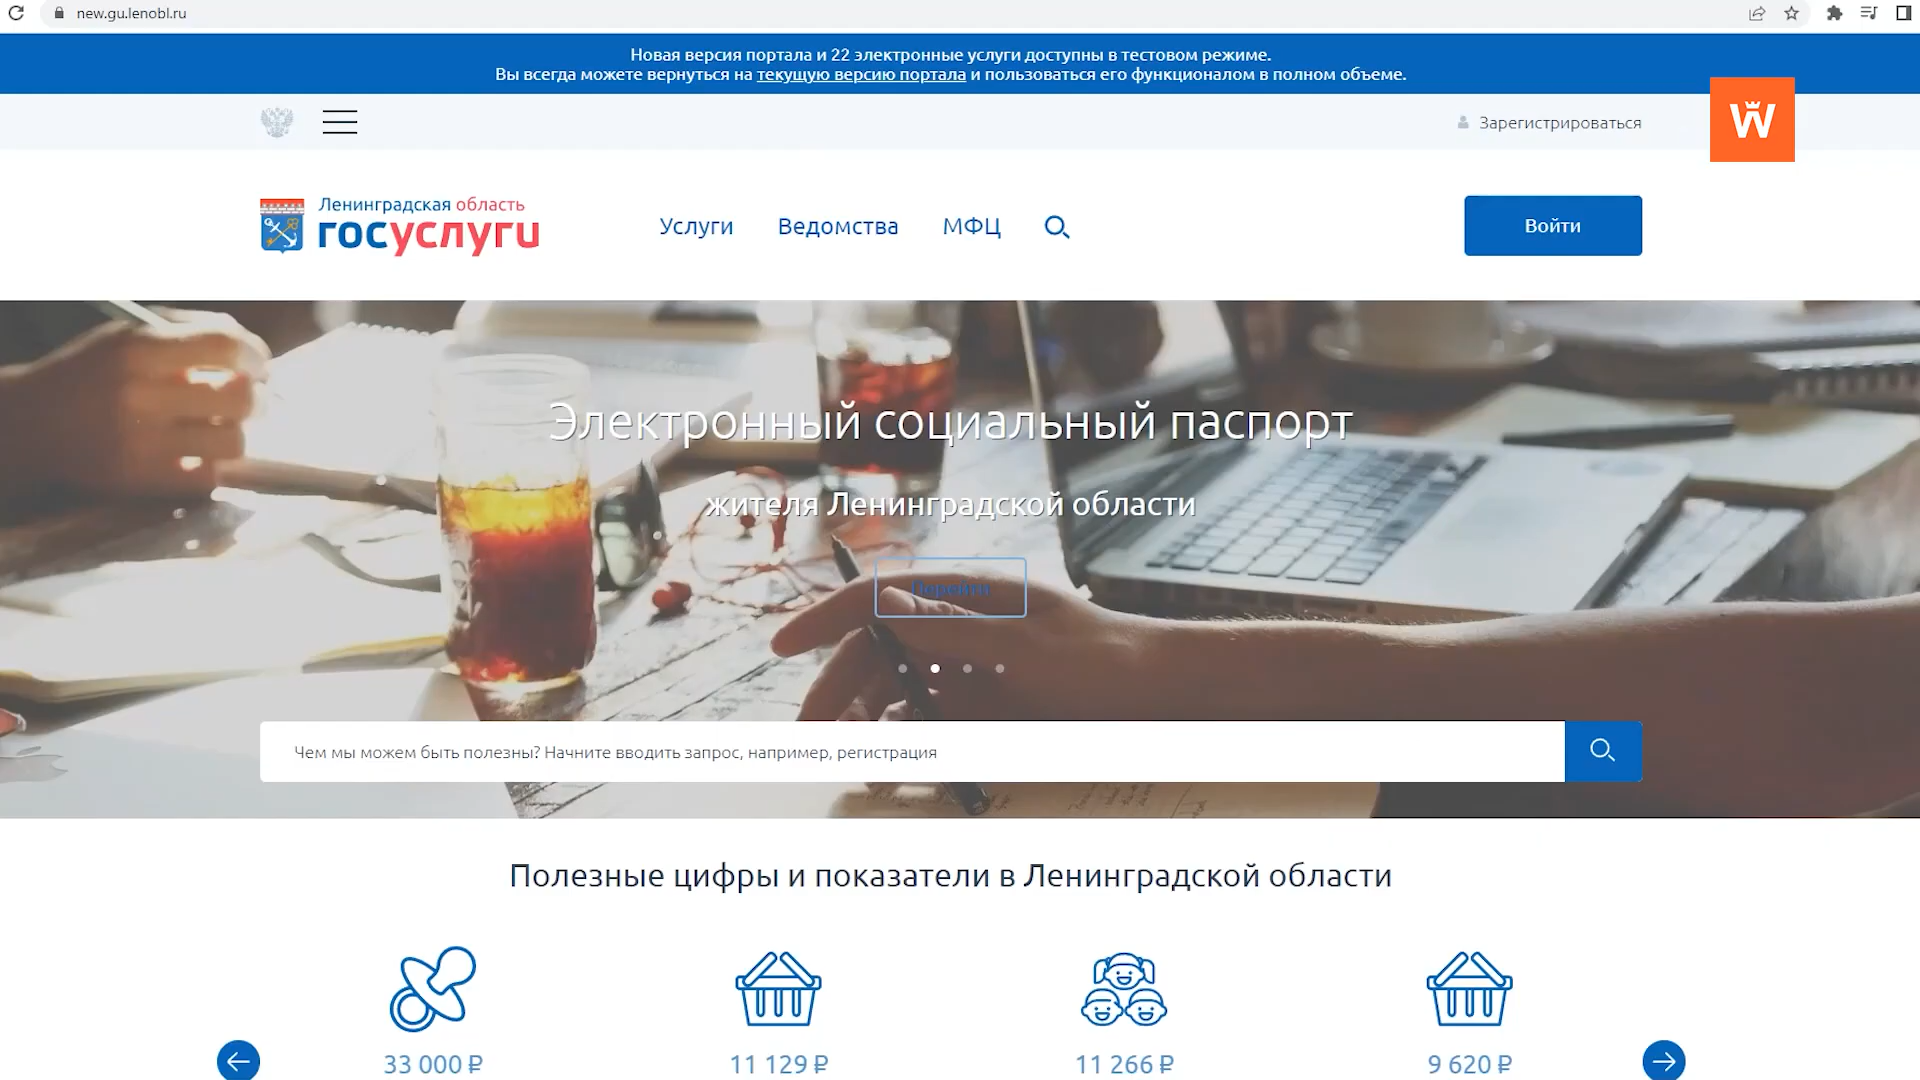 new.gu.lenobl.ru
Новая версия портала и 22 электронные услуги доступны в тестовом режиме.
Вы всегда можете вернуться на текущую версию портала и пользоваться его функционалом в полном объеме.
Зарегистрироваться
W
Ленинградская область
госуслуги
Услуги
Ведомства
МФЦ
Войти
Электронный социальный паспорт
жителя Ленинградской области
Перейти
Чем мы можем быть полезны? Начните вводить запрос, например, регистрация
Полезные цифры и показатели в Ленинградской области
33 000 ₽
11 129 ₽
11 266 ₽
9 620 ₽